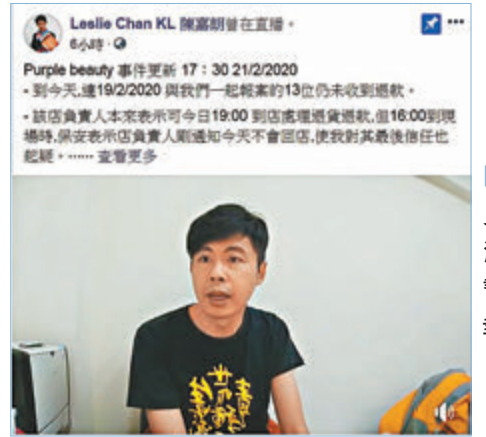 Leslie Chan KL 陳嘉朗曾在直播。
6小時
Purple beauty 事件更新 17：30 21/2/2020
- 到今天,連19/2/2020 與我們一起報案的13位仍未收到退款。
- 該店負責人本來表示可今日19:00 到店處理退貨退款,但16:00到現
場時,保安表示店負責人剛通知今天不會回店,使我對其最後信任也
起疑。⋯⋯ 查看更多